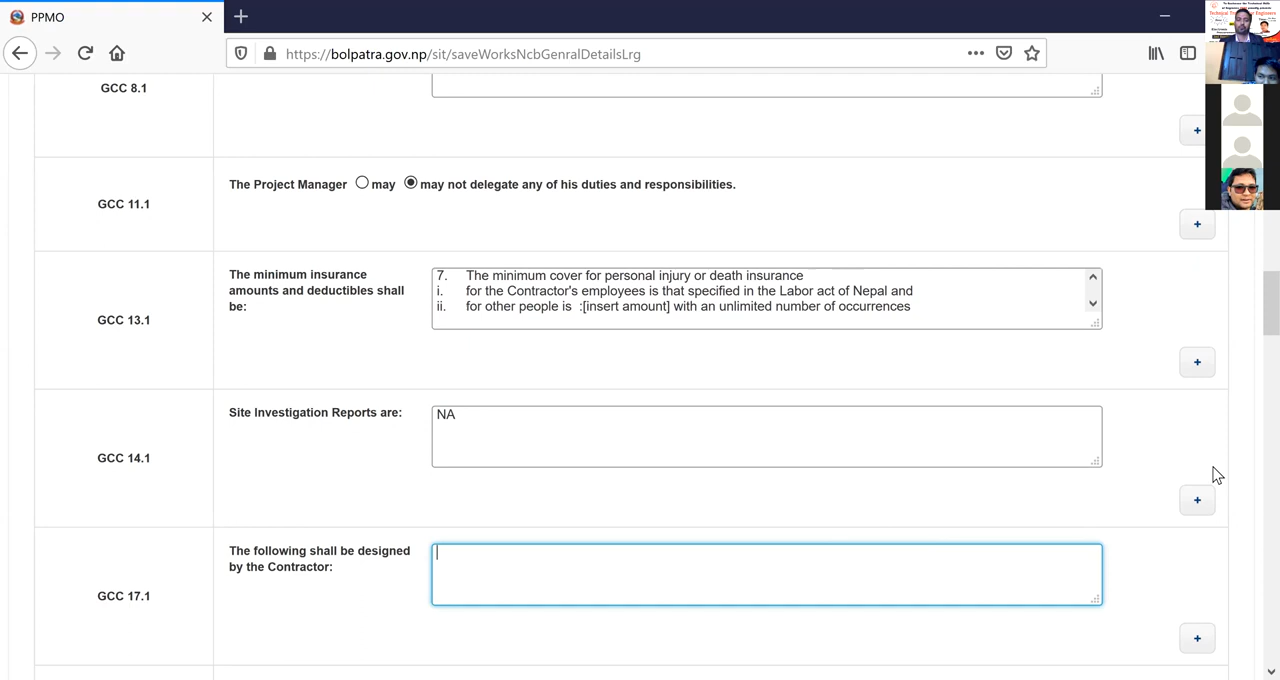 PPMO
https://bolpatra.gov.np/sit/saveWorksNcbGenralDetailsLrg
GCC 8.1
+
GCC 11.1
The Project Manager may may not delegate any of his duties and responsibilities.
+
GCC 13.1
The minimum insurance
amounts and deductibles shall
be:
7. The minimum cover for personal injury or death insurance
i. for the Contractor's employees is that specified in the Labor act of Nepal and
ii. for other people is :[insert amount] with an unlimited number of occurrences
+
GCC 14.1
Site Investigation Reports are:
NA
+
GCC 17.1
The following shall be designed
by the Contractor:
+